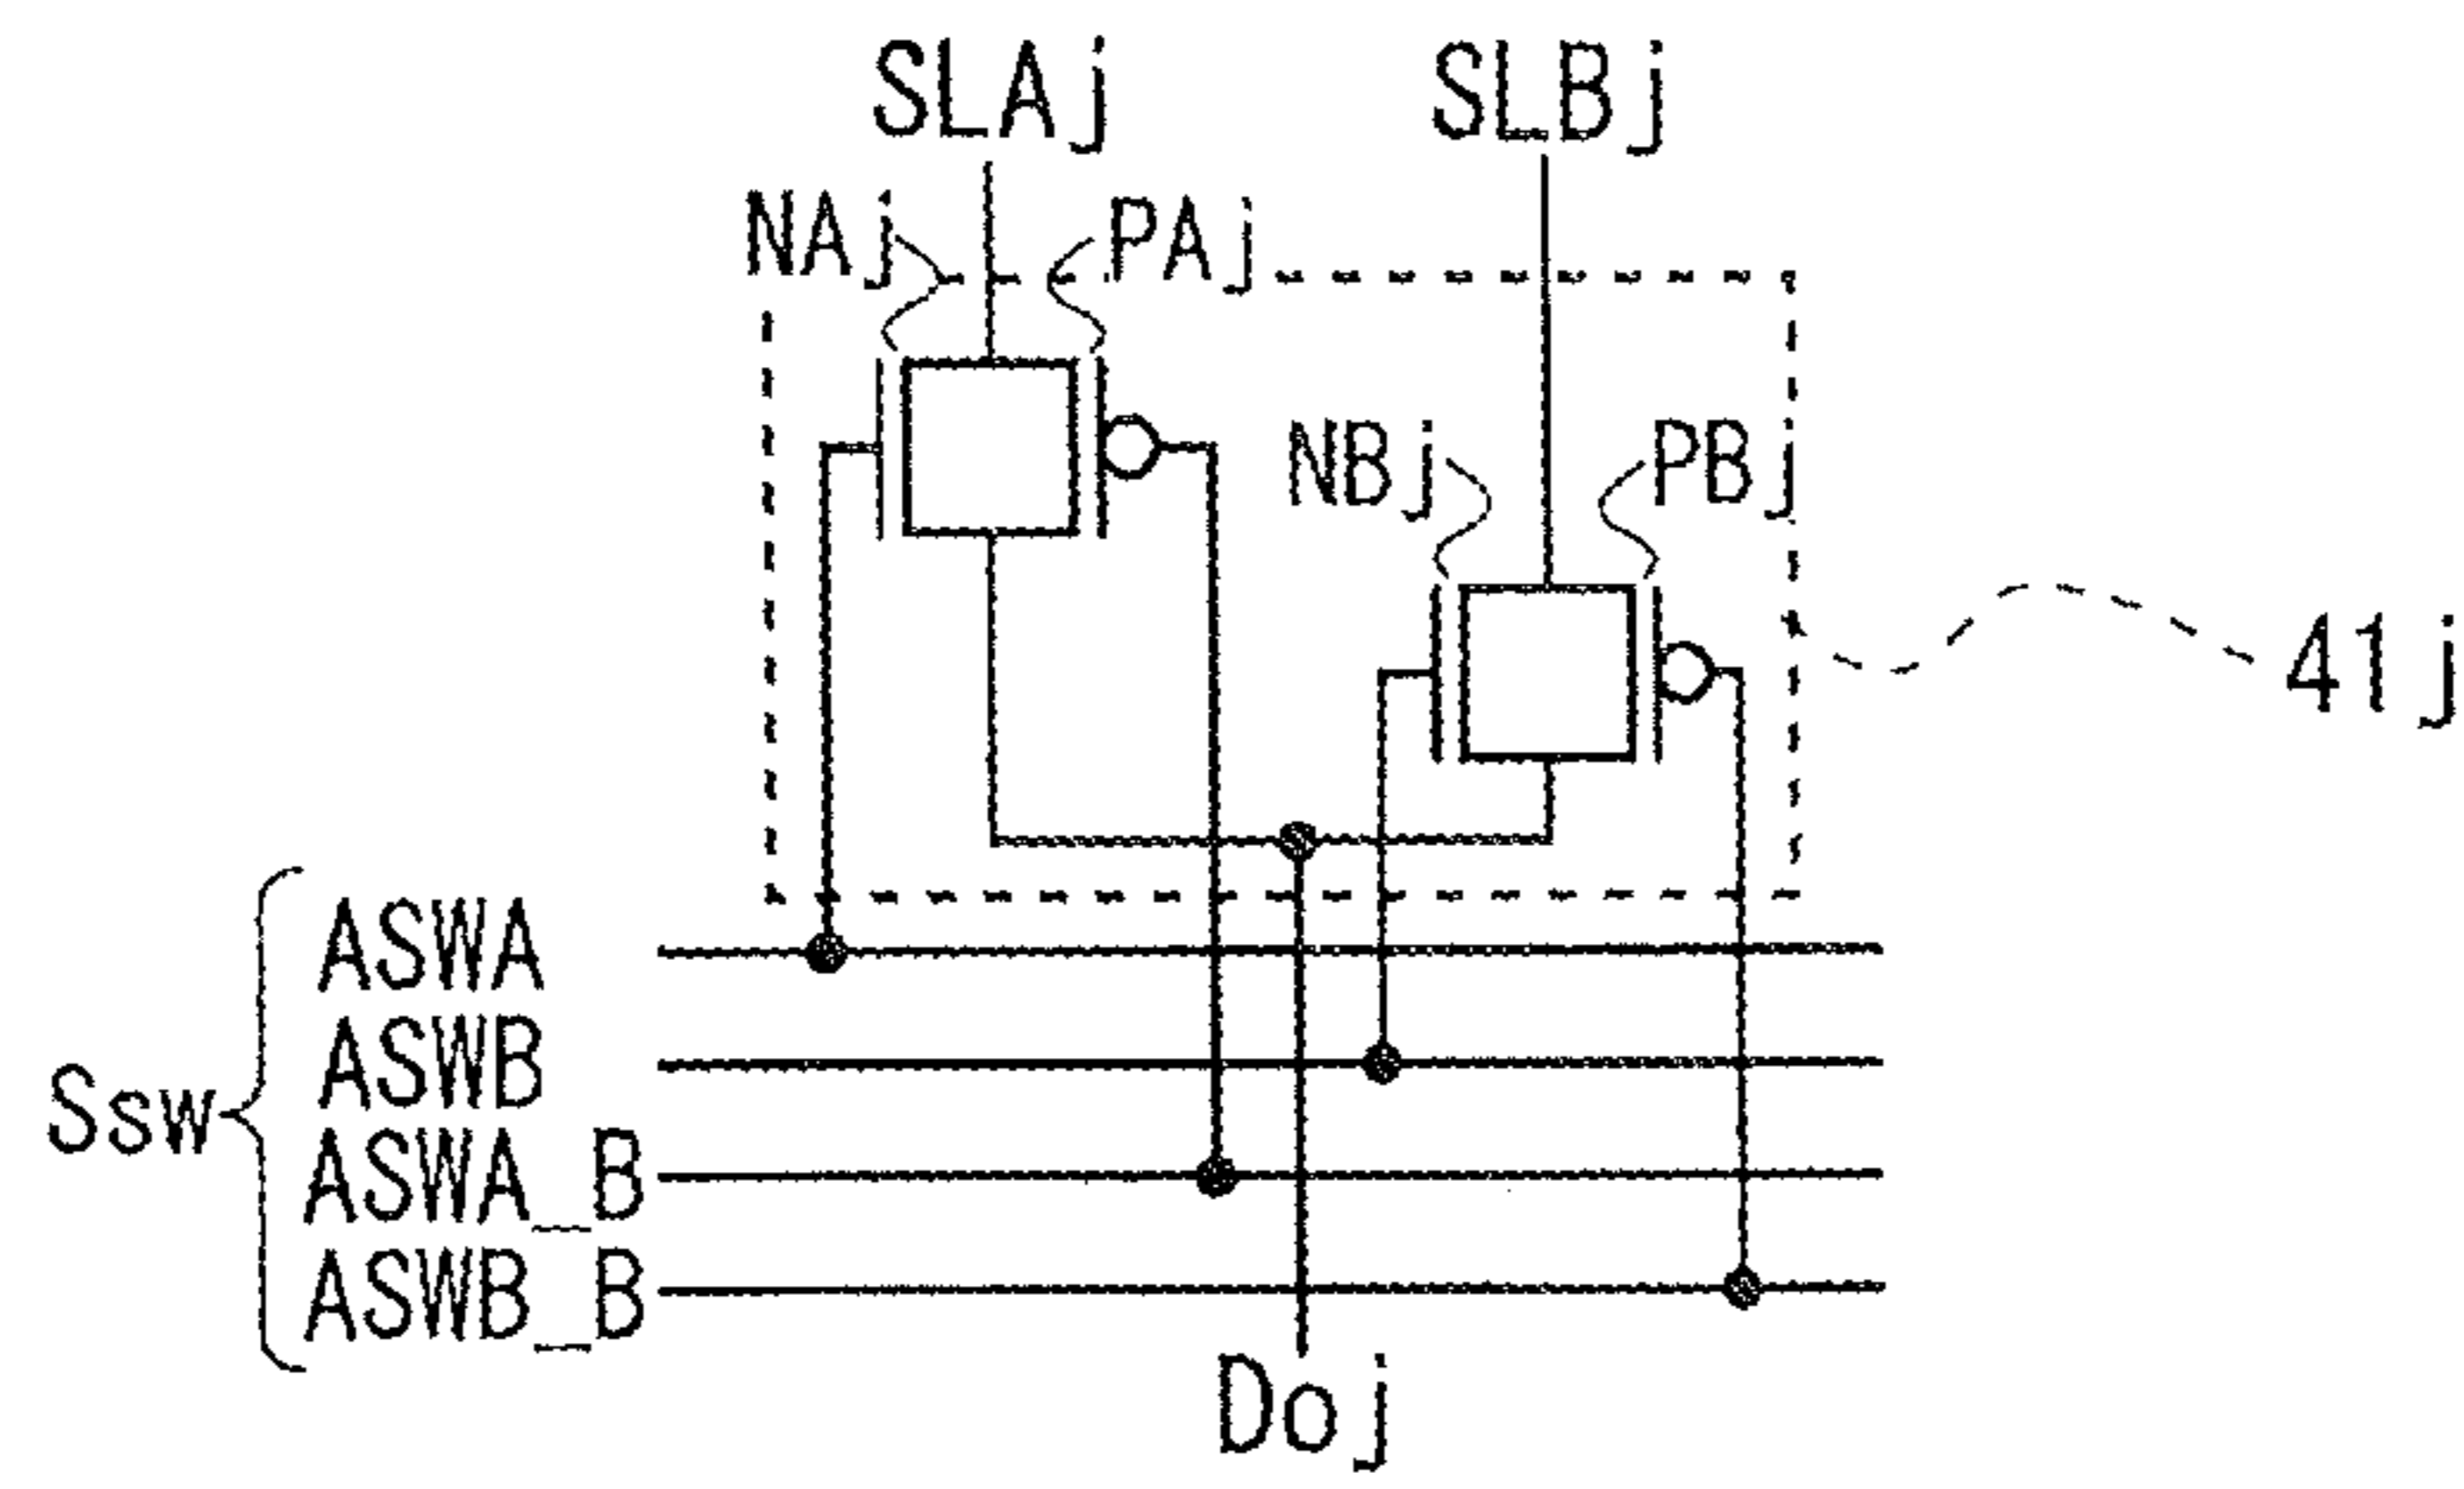 SLAj SLBj
NAj PAj
NBj PBj
41j
ASWA
ASWB
Ssw
ASWA_B
ASWB_B
Doj